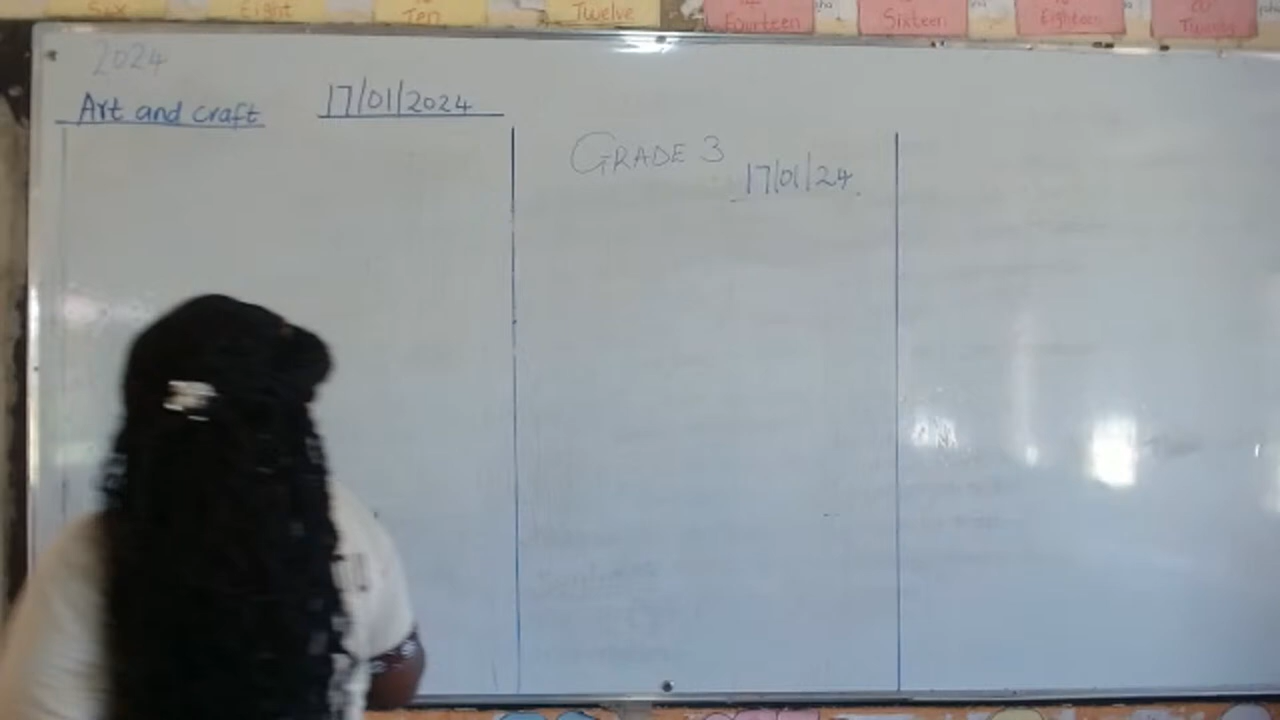 Six Eight Ten Twelve Fourteen Sixteen Eighteen Twenty
2024
Art and craft 17/01/2024
GRADE 3
17/01/24.